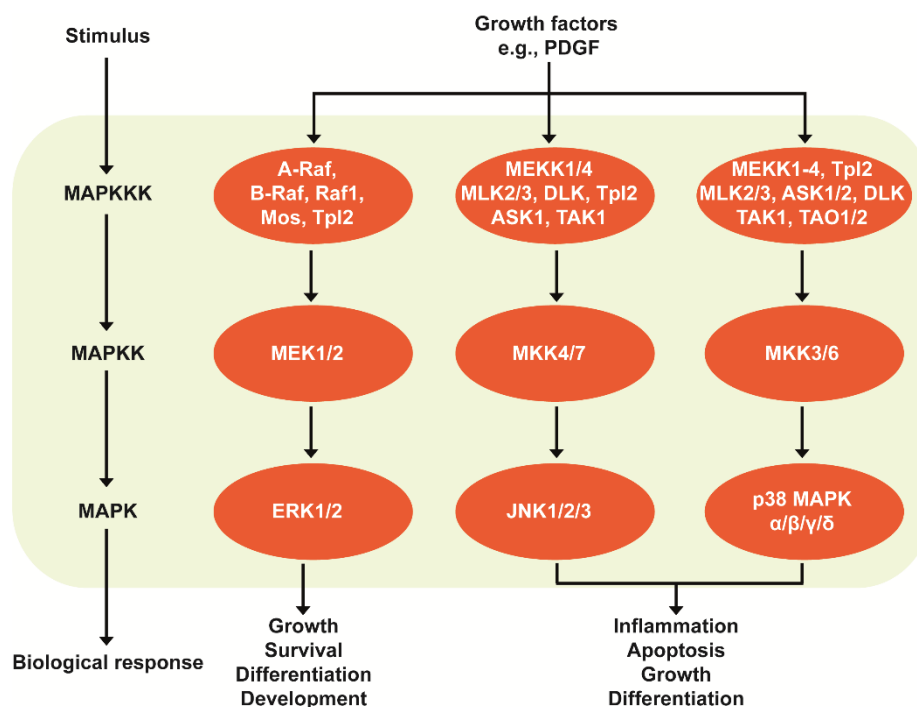 Stimulus
Growth factors
e.g., PDGF
MAPKKK
A-Raf,
B-Raf, Raf1,
Mos, Tpl2
MEKK1/4
MLK2/3, DLK, Tpl2
ASK1, TAK1
MEKK1-4, Tpl2
MLK2/3, ASK1/2, DLK
TAK1, TAO1/2
MAPKK
MEK1/2
MKK4/7
MKK3/6
MAPK
ERK1/2
JNK1/2/3
p38 MAPK
α/β/γ/δ
Biological response
Growth
Survival
Differentiation
Development
Inflammation
Apoptosis
Growth
Differentiation